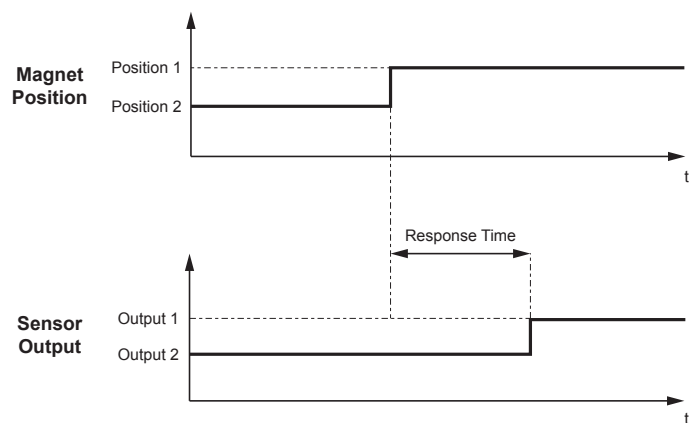 Magnet
Position
Position 1
Position 2
t
Response Time
Sensor
Output
Output 1
Output 2
t